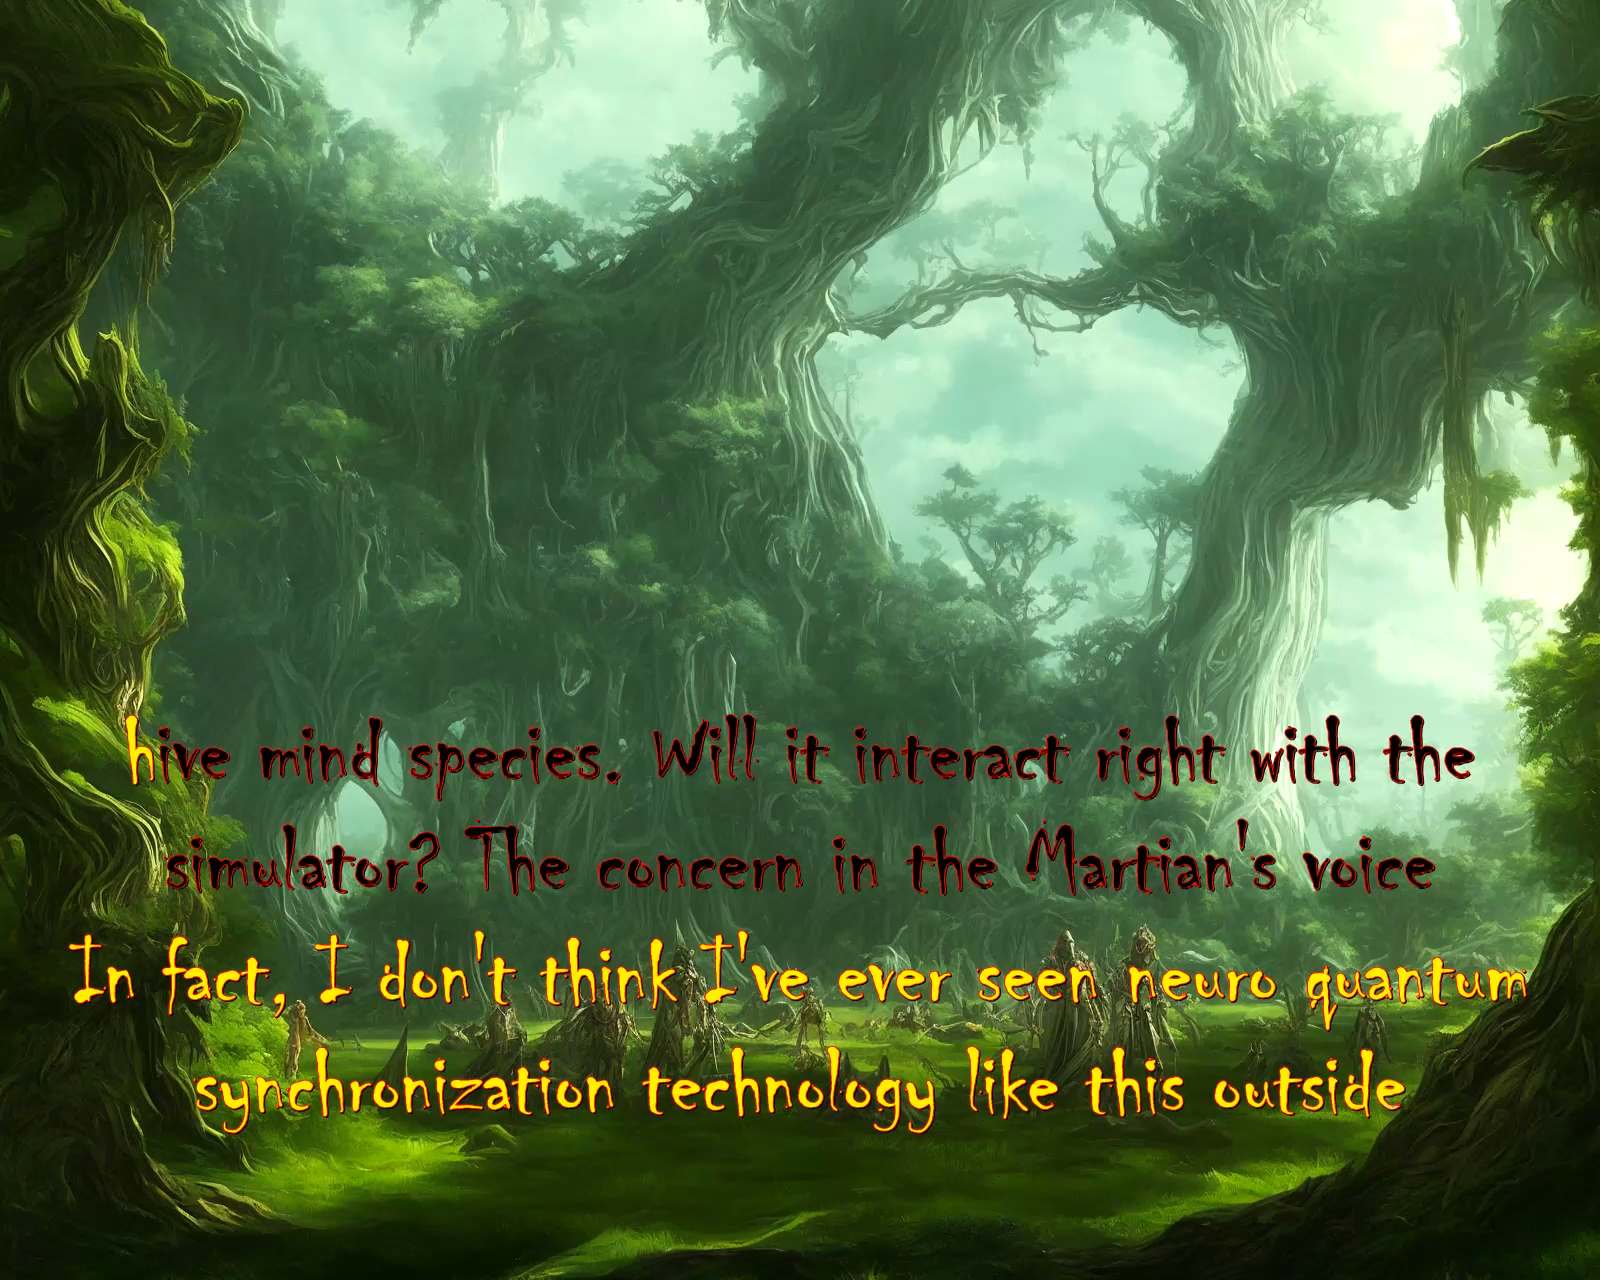 hive mind species. Will it interact right with the
simulator? The concern in the Martian's voice
In fact, I don't think I've ever seen neuro quantum
synchronization technology like this outside